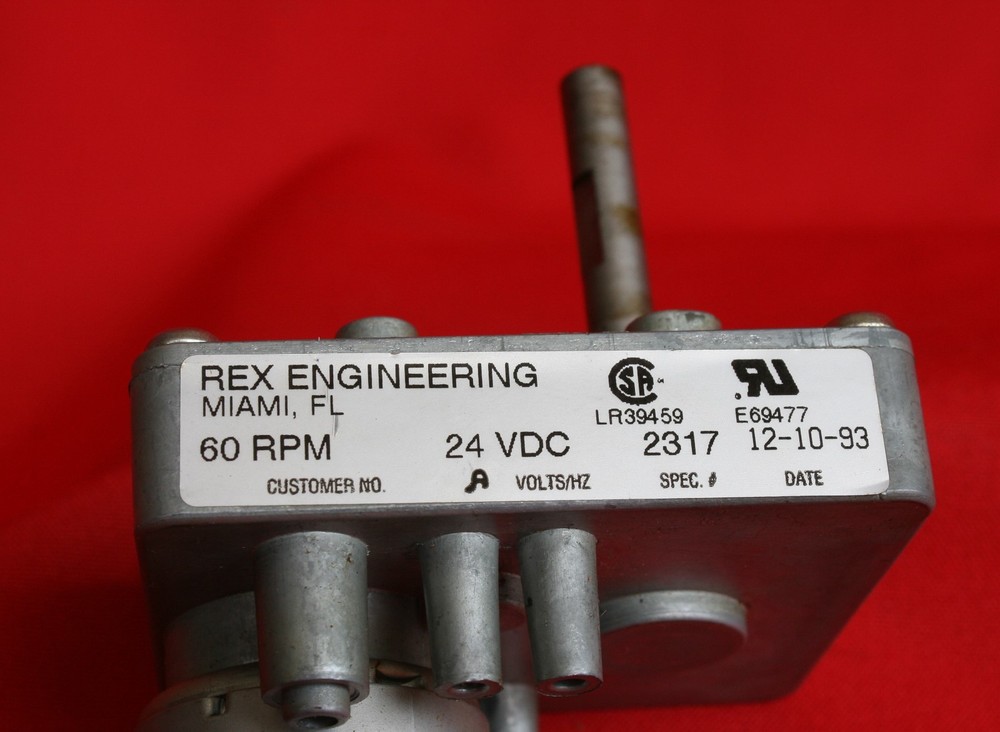 REX ENGINEERING
MIAMI, FL
LR39459 E69477
60 RPM 24 VDC 2317 12-10-93
CUSTOMER NO. A VOLTS/HZ SPEC. # DATE